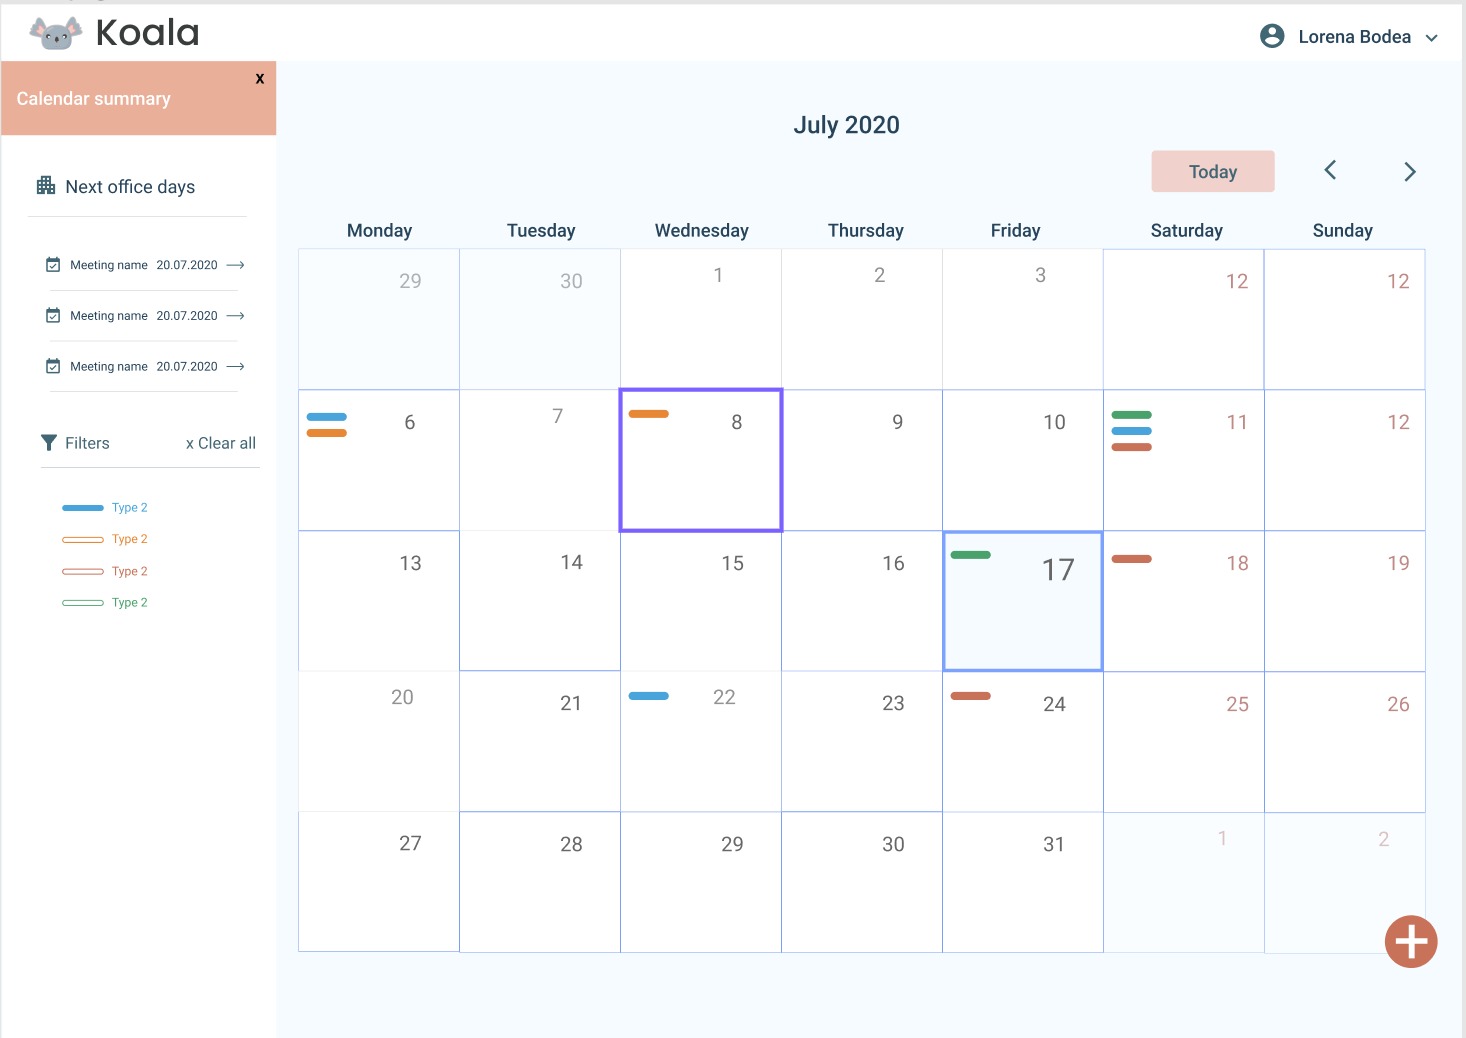 Koala
Lorena Bodea
x
Calendar summary
July 2020
Today
Next office days
Meeting name 20.07.2020
Meeting name 20.07.2020
Meeting name 20.07.2020
Filters x Clear all
Type 2
Type 2
Type 2
Type 2
Monday Tuesday Wednesday Thursday Friday Saturday Sunday
29 30 1 2 3 12 12
6 7 8 9 10 11 12
13 14 15 16 17 18 19
20 21 22 23 24 25 26
27 28 29 30 31 1 2